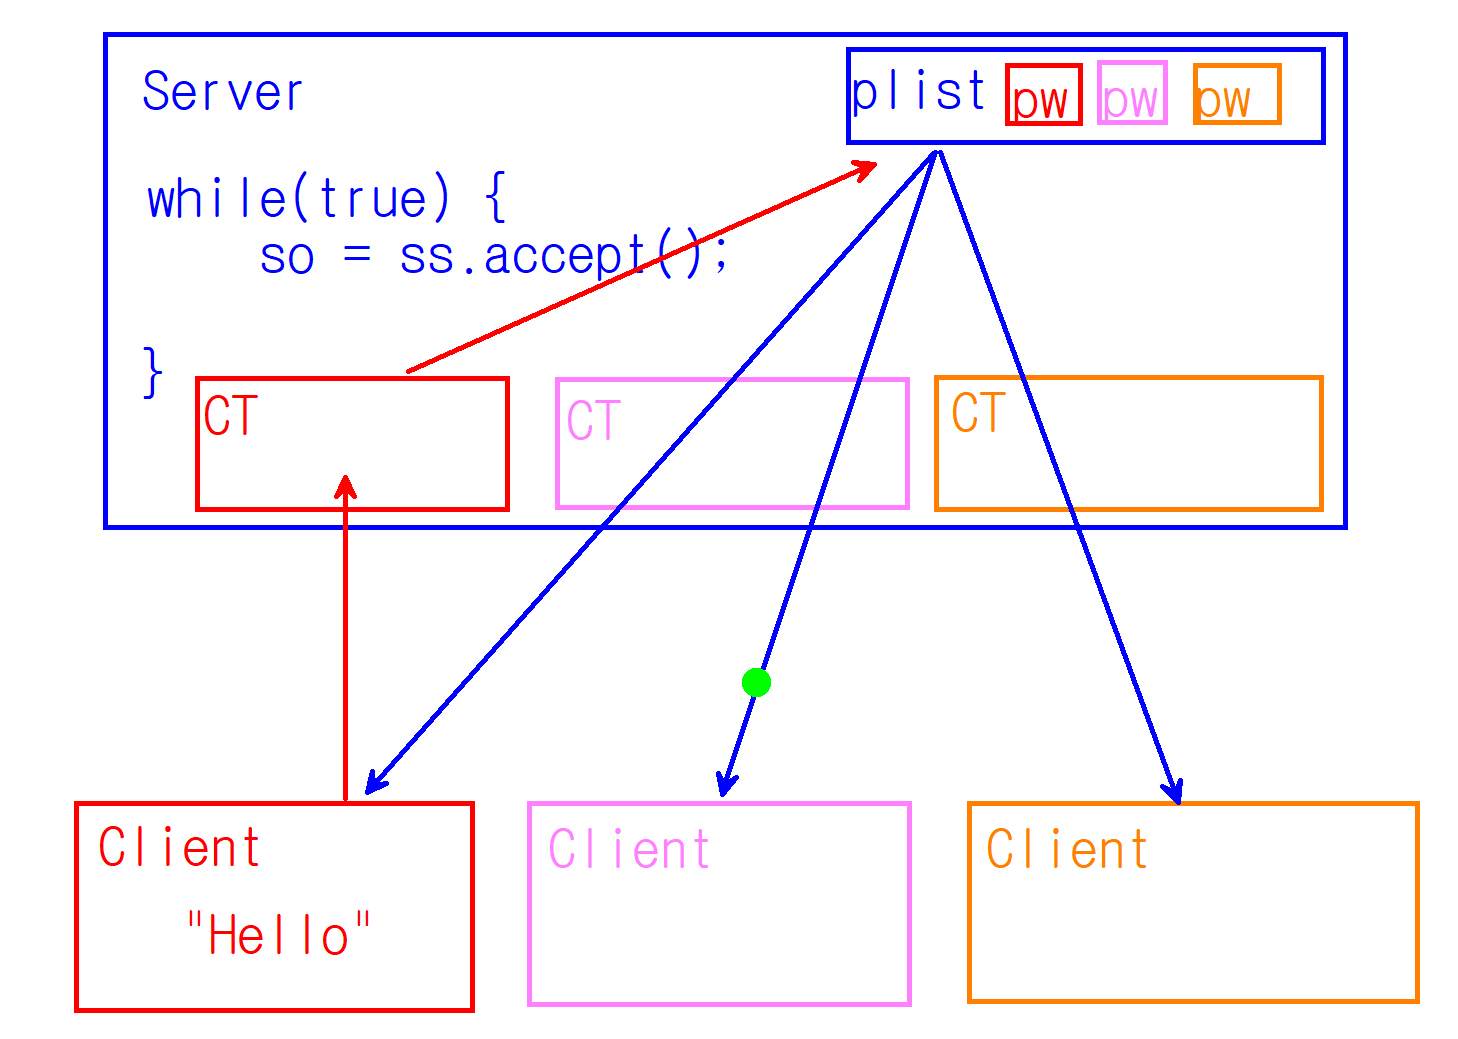 Server
plist pw pw pw
while(true) {
so = ss.accept();
}
CT
CT
CT
Client
"Hello"
Client
Client